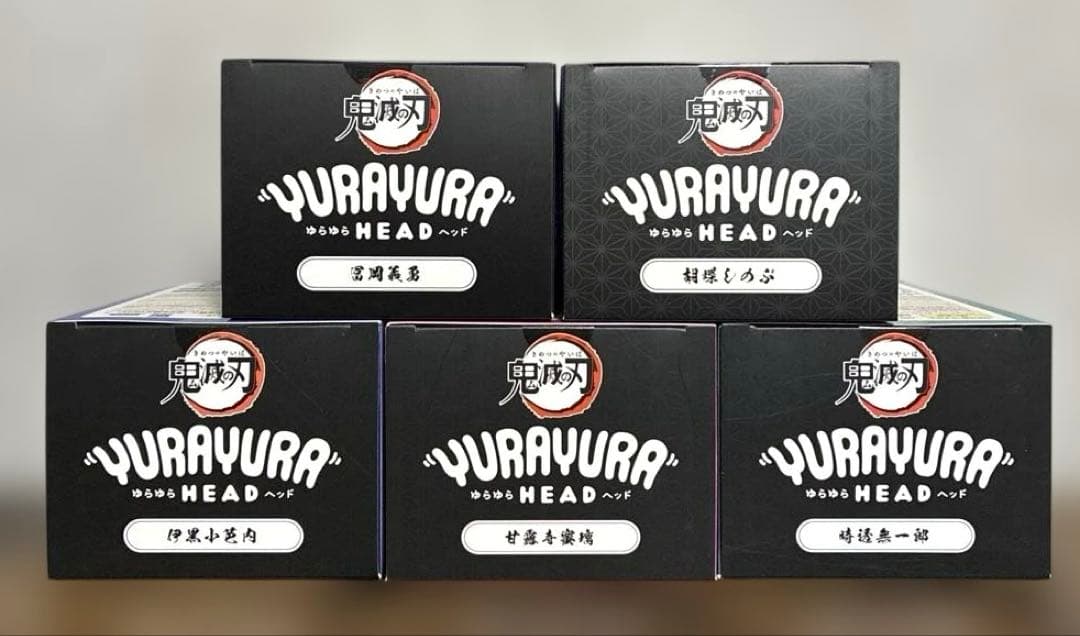 きめつのやいば
鬼滅の刃
"YURAYURA"
ゆらゆら HEAD ヘッド
冨岡義勇
きめつのやいば
鬼滅の刃
"YURAYURA"
ゆらゆら HEAD ヘッド
胡蝶しのぶ
きめつのやいば
鬼滅の刃
"YURAYURA"
ゆらゆら HEAD ヘッド
伊黒小芭内
きめつのやいば
鬼滅の刃
"YURAYURA"
ゆらゆら HEAD ヘッド
甘露寺蜜璃
きめつのやいば
鬼滅の刃
"YURAYURA"
ゆらゆら HEAD ヘッド
時透無一郎